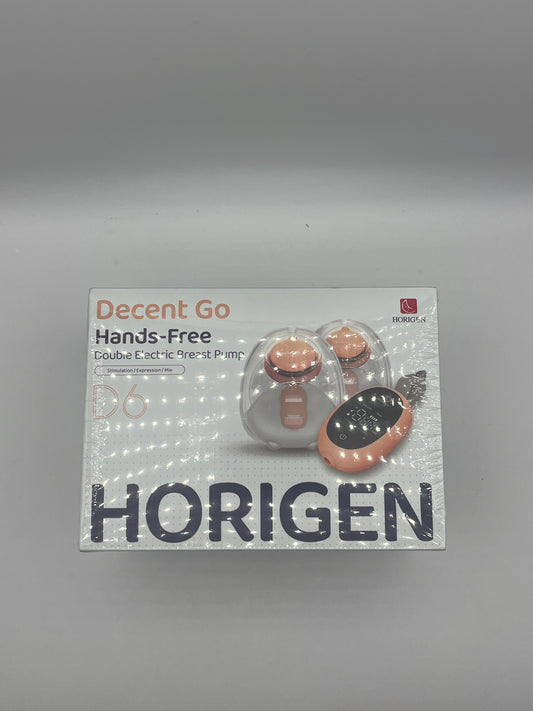 Decent Go
HORIGEN
Hands-Free
Double Electric Breast Pump
Stimulation / Expression / Mix
D6
HORIGEN